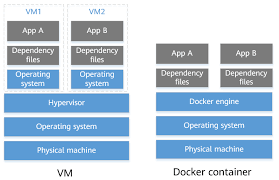 VM1
VM2
App A
App B
Dependency
files
Dependency
files
Operating
system
Operating
system
Hypervisor
Operating system
Physical machine
VM
App A
App B
Dependency
files
Dependency
files
Docker engine
Operating system
Physical machine
Docker container